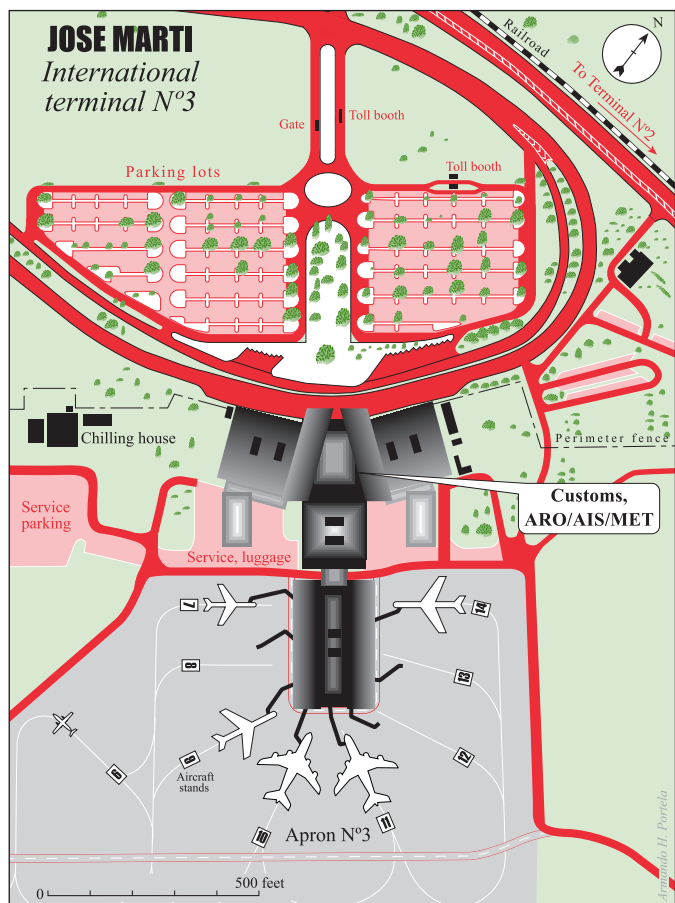 JOSE MARTI
International
terminal Nº3
N
Railroad
To Terminal Nº2
Gate
Toll booth
Parking lots
Toll booth
Chilling house
Perimeter fence
Customs,
ARO/AIS/MET
Service
parking
Service, luggage
7
14
8
13
6
9
12
Aircraft
stands
10
11
Apron Nº3
0
500 feet
Armando H. Portela